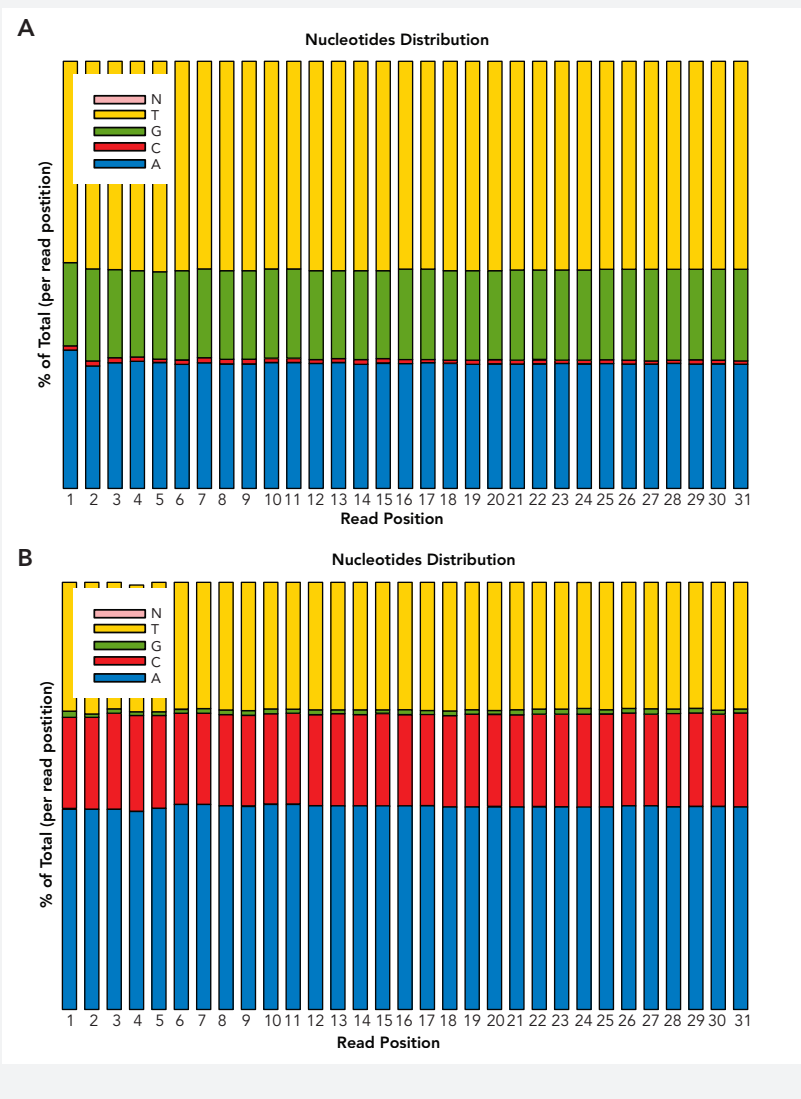 A
Nucleotides Distribution
N
T
G
C
A
% of Total (per read postition)
1 2 3 4 5 6 7 8 9 10 11 12 13 14 15 16 17 18 19 20 21 22 23 24 25 26 27 28 29 30 31
Read Position
B
Nucleotides Distribution
N
T
G
C
A
% of Total (per read postition)
1 2 3 4 5 6 7 8 9 10 11 12 13 14 15 16 17 18 19 20 21 22 23 24 25 26 27 28 29 30 31
Read Position